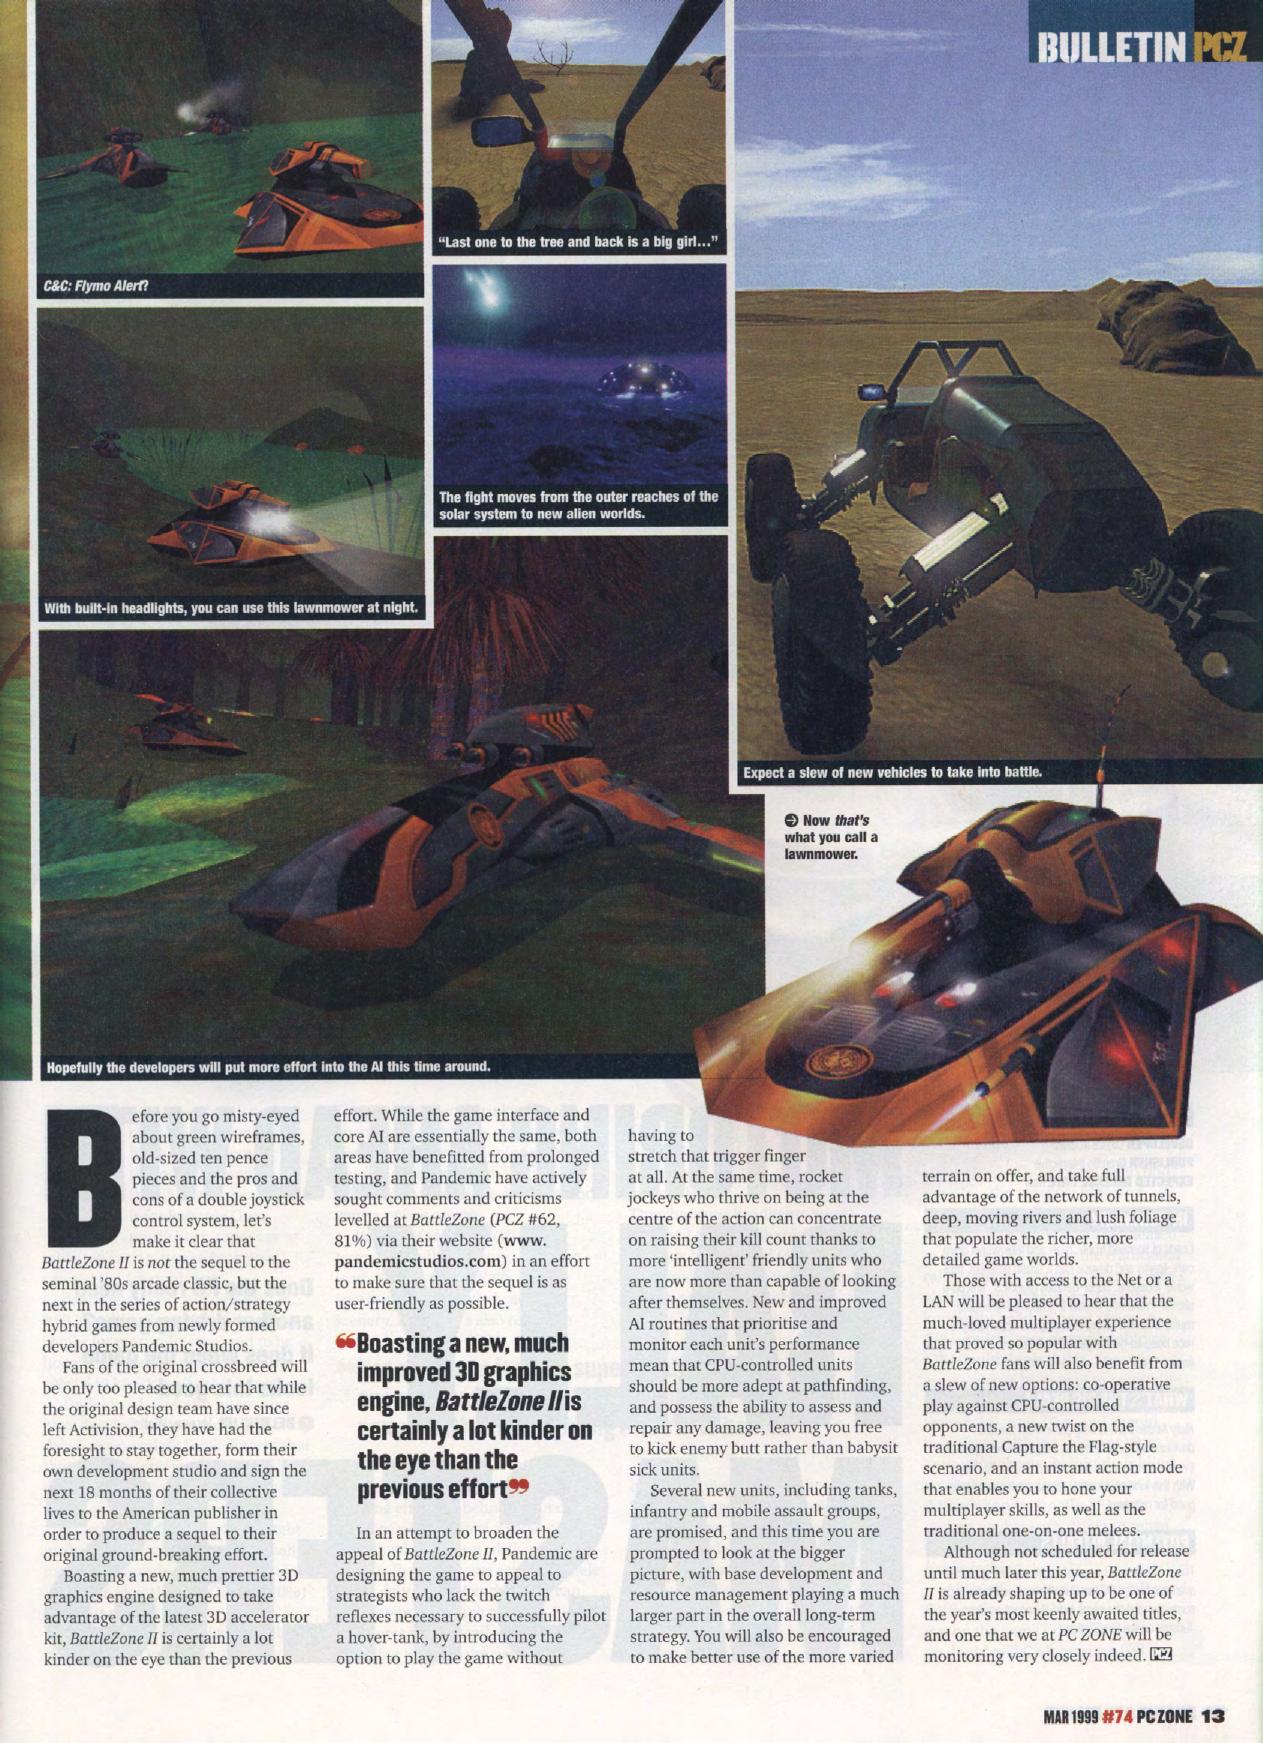 BULLETIN PCZ
C&C: Flymo Alert?
"Last one to the tree and back is a big girl..."
The fight moves from the outer reaches of the
solar system to new alien worlds.
With built-in headlights, you can use this lawnmower at night.
Expect a slew of new vehicles to take into battle.
Now that's
what you call a
lawnmower.
Hopefully the developers will put more effort into the AI this time around.
Before you go misty-eyed
about green wireframes,
old-sized ten pence
pieces and the pros and
cons of a double joystick
control system, let's
make it clear that
BattleZone II is not the sequel to the
seminal '80s arcade classic, but the
next in the series of action/strategy
hybrid games from newly formed
developers Pandemic Studios.
Fans of the original crossbreed will
be only too pleased to hear that while
the original design team have since
left Activision, they have had the
foresight to stay together, form their
own development studio and sign the
next 18 months of their collective
lives to the American publisher in
order to produce a sequel to their
original ground-breaking effort.
Boasting a new, much prettier 3D
graphics engine designed to take
advantage of the latest 3D accelerator
kit, BattleZone II is certainly a lot
kinder on the eye than the previous
effort. While the game interface and
core AI are essentially the same, both
areas have benefitted from prolonged
testing, and Pandemic have actively
sought comments and criticisms
levelled at BattleZone (PCZ #62,
81%) via their website (www.
pandemicstudios.com) in an effort
to make sure that the sequel is as
user-friendly as possible.
“Boasting a new, much
improved 3D graphics
engine, BattleZone II is
certainly a lot kinder on
the eye than the
previous effort”
In an attempt to broaden the
appeal of BattleZone II, Pandemic are
designing the game to appeal to
strategists who lack the twitch
reflexes necessary to successfully pilot
a hover-tank, by introducing the
option to play the game without
having to
stretch that trigger finger
at all. At the same time, rocket
jockeys who thrive on being at the
centre of the action can concentrate
on raising their kill count thanks to
more 'intelligent' friendly units who
are now more than capable of looking
after themselves. New and improved
AI routines that prioritise and
monitor each unit's performance
mean that CPU-controlled units
should be more adept at pathfinding,
and possess the ability to assess and
repair any damage, leaving you free
to kick enemy butt rather than babysit
sick units.
Several new units, including tanks,
infantry and mobile assault groups,
are promised, and this time you are
prompted to look at the bigger
picture, with base development and
resource management playing a much
larger part in the overall long-term
strategy. You will also be encouraged
to make better use of the more varied
terrain on offer, and take full
advantage of the network of tunnels,
deep, moving rivers and lush foliage
that populate the richer, more
detailed game worlds.
Those with access to the Net or a
LAN will be pleased to hear that the
much-loved multiplayer experience
that proved so popular with
BattleZone fans will also benefit from
a slew of new options: co-operative
play against CPU-controlled
opponents, a new twist on the
traditional Capture the Flag-style
scenario, and an instant action mode
that enables you to hone your
multiplayer skills, as well as the
traditional one-on-one melees.
Although not scheduled for release
until much later this year, BattleZone
II is already shaping up to be one of
the year's most keenly awaited titles,
and one that we at PC ZONE will be
monitoring very closely indeed. PCZ
MAR 1999 #74 PC ZONE 13